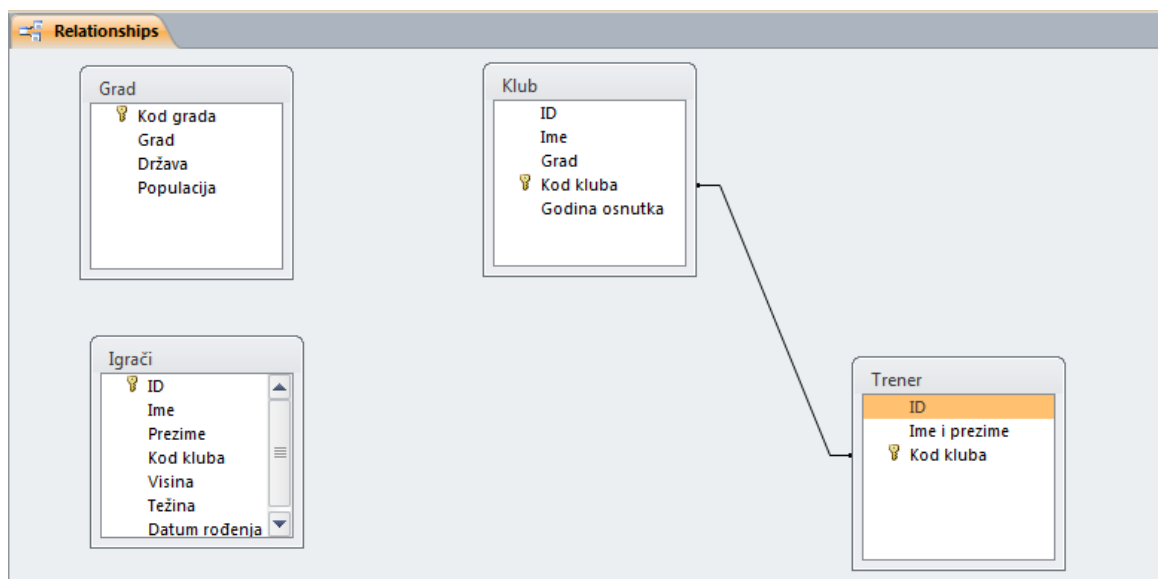 Relationships
Grad
Kod grada
Grad
Država
Populacija
Klub
ID
Ime
Grad
Kod kluba
Godina osnutka
Igrači
ID
Ime
Prezime
Kod kluba
Visina
Težina
Datum rođenja
Trener
ID
Ime i prezime
Kod kluba